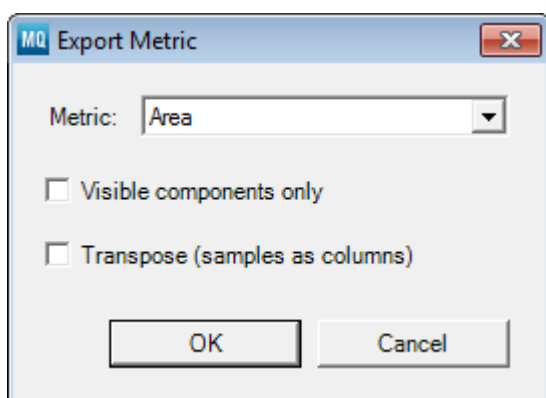 MQ Export Metric
Metric: Area
Visible components only
Transpose (samples as columns)
OK Cancel